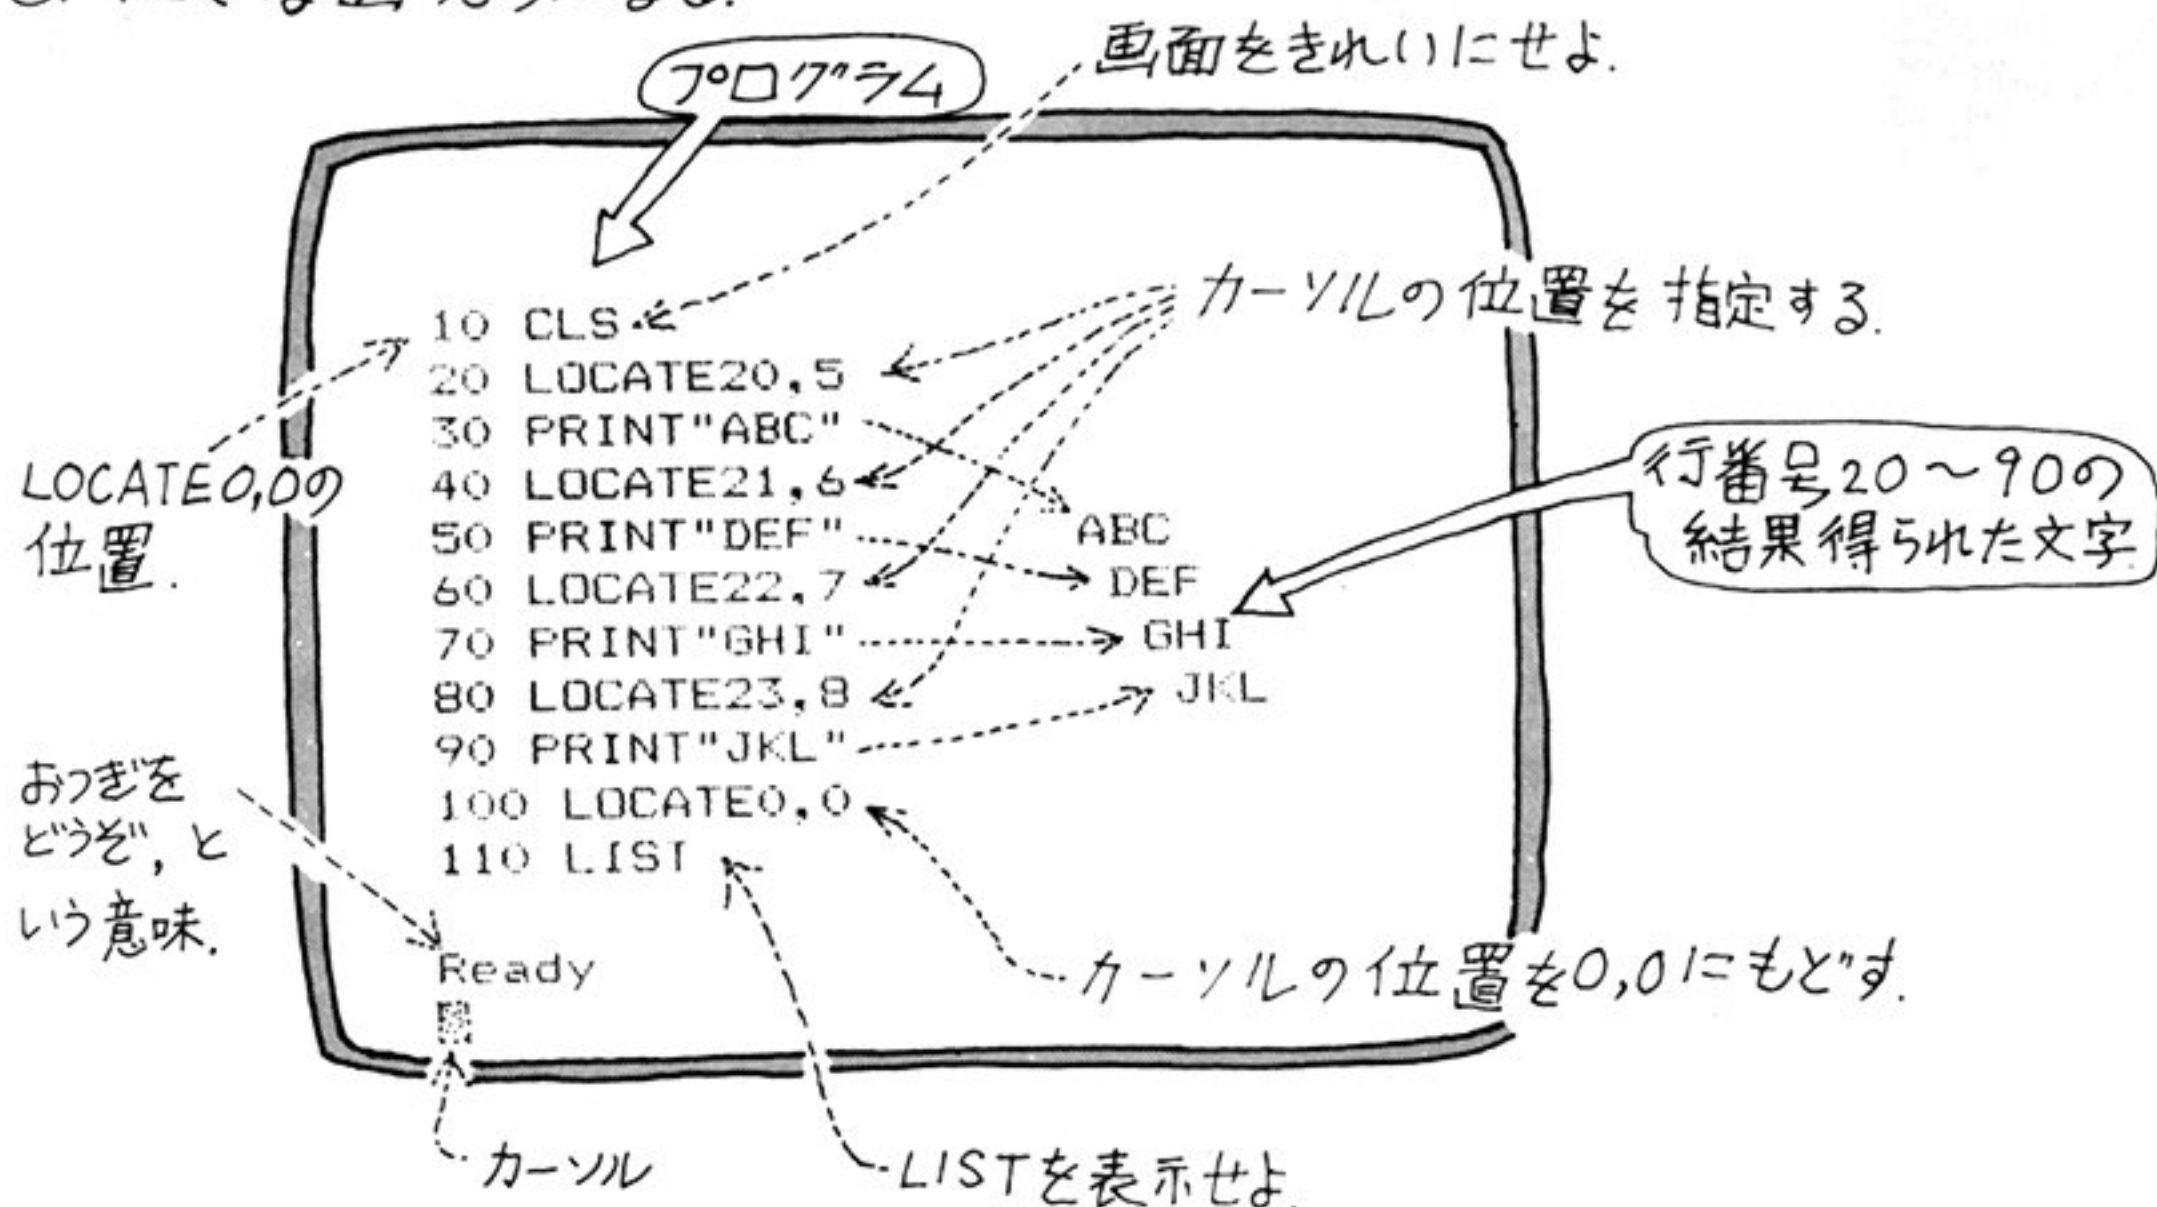 プログラム
画面をきれいにせよ.
カーソルの位置を指定する.
10 CLS
20 LOCATE20,5
30 PRINT"ABC"
40 LOCATE21,6
50 PRINT"DEF"
60 LOCATE22,7
70 PRINT"GHI"
80 LOCATE23,8
90 PRINT"JKL"
100 LOCATE0,0
110 LIST
Ready
ABC
DEF
GHI
JKL
LOCATE0,0の
位置.
行番号20～90の
結果得られた文字
おつぎを
どうぞ,と
いう意味.
カーソルの位置を0,0にもどす.
カーソル
LISTを表示せよ.